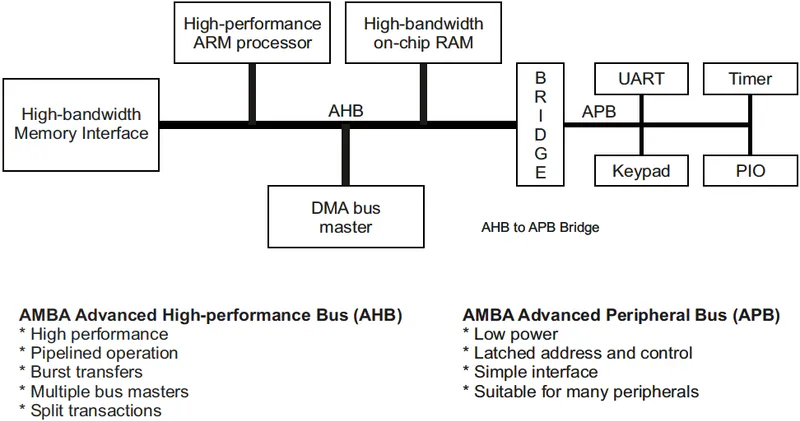 High-performance
ARM processor
High-bandwidth
on-chip RAM
High-bandwidth
Memory Interface
AHB
B
R
I
D
G
E
APB
UART
Timer
Keypad
PIO
DMA bus
master
AHB to APB Bridge
AMBA Advanced High-performance Bus (AHB)
* High performance
* Pipelined operation
* Burst transfers
* Multiple bus masters
* Split transactions
AMBA Advanced Peripheral Bus (APB)
* Low power
* Latched address and control
* Simple interface
* Suitable for many peripherals